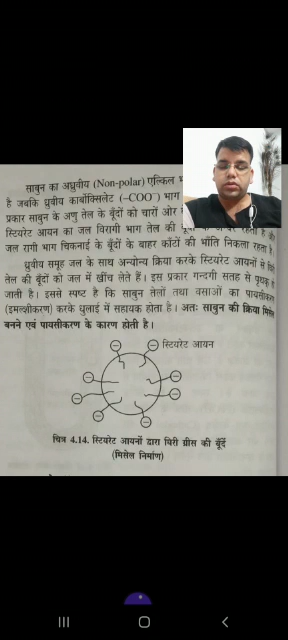 साबुन का अध्रुवीय (Non-polar) एल्किल
है जबकि ध्रुवीय कार्बोक्सिलेट (–COO⁻) भाग
प्रकार साबुन के अणु तेल के बूँदों को चारों ओर
स्टियरेट आयन का जल विरागी भाग तेल की रहता है
जल रागी भाग चिकनाई के बूँदों के बाहर काँटों की भाँति निकला रहता है
ध्रुवीय समूह जल के साथ अन्योन्य क्रिया करके स्टियरेट आयनों से
तेल की बूँदों को जल में खींच लेते हैं। इस प्रकार गन्दगी सतह से पृथक्
जाती है। इससे स्पष्ट है कि साबुन तेलों तथा वसाओं का पायसीकरण
(इमल्शीकरण) करके धुलाई में सहायक होता है। अतः साबुन की क्रिया मिसेल
बनने एवं पायसीकरण के कारण होती है।
स्टियरेट आयन
चित्र 4.14. स्टियरेट आयनों द्वारा घिरी ग्रीस की बूँदें
(मिसेल निर्माण)